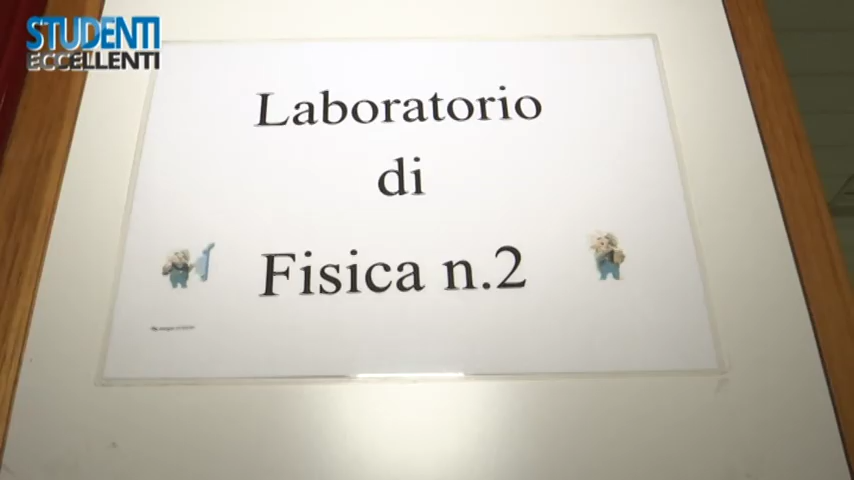 STUDENTI
ECCELLENTI
Laboratorio
di
Fisica n.2